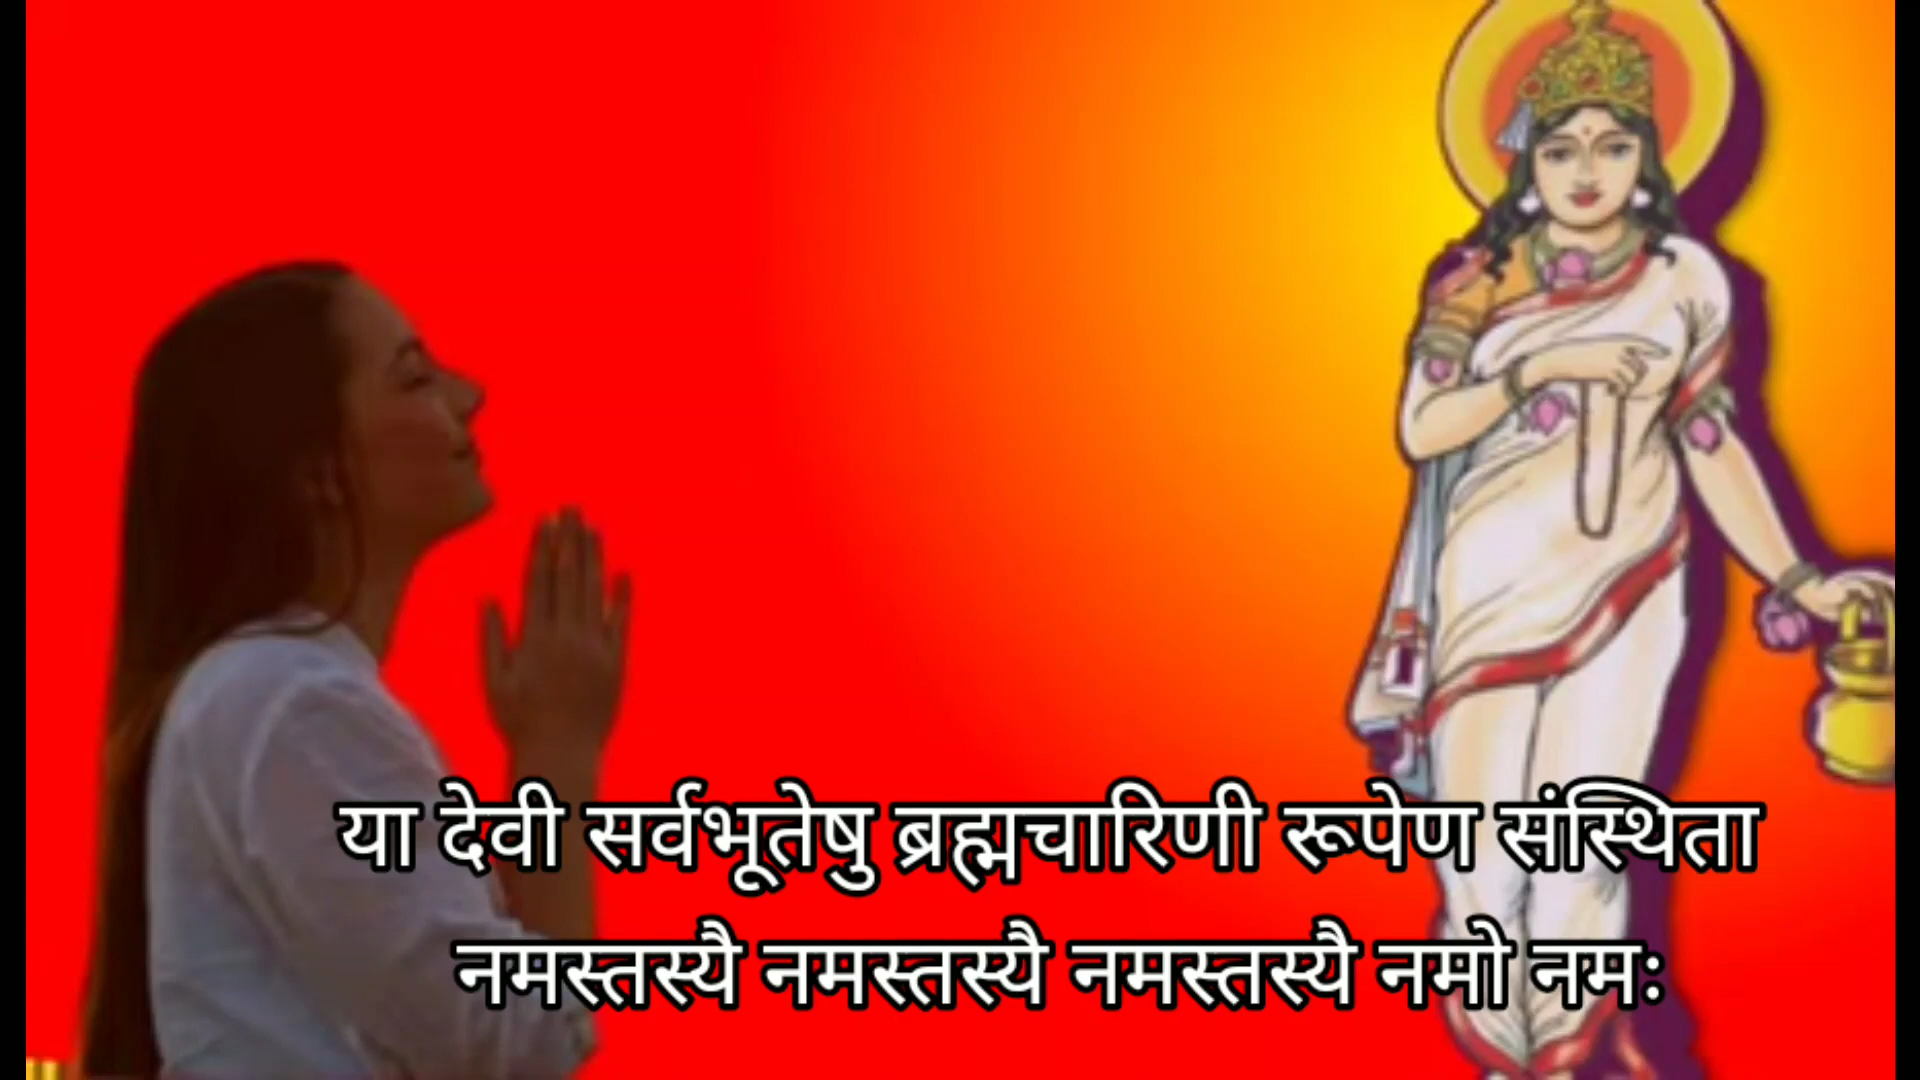 या देवी सर्वभूतेषु ब्रह्मचारिणी रूपेण संस्थिता
नमस्तस्यै नमस्तस्यै नमस्तस्यै नमो नमः